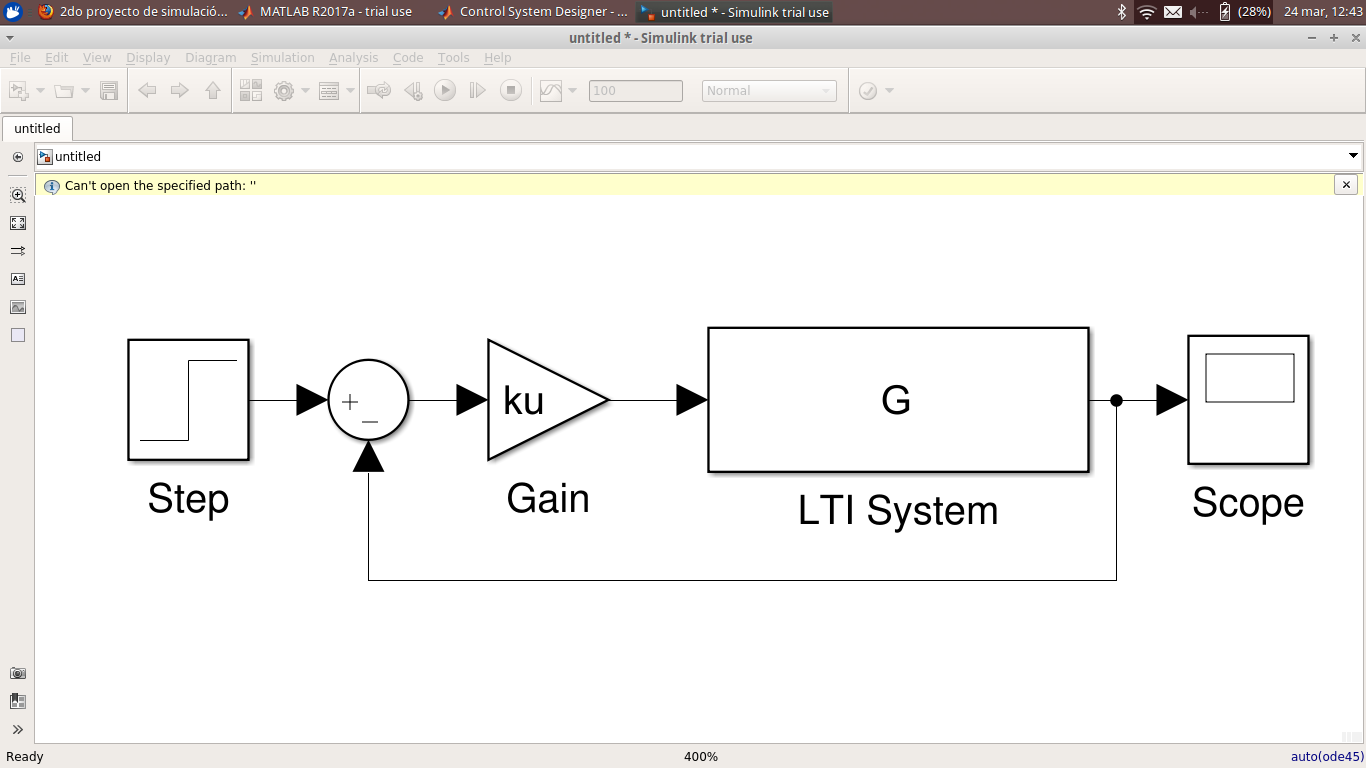 2do proyecto de simulació... MATLAB R2017a - trial use Control System Designer - ... untitled * - Simulink trial use (28%) 24 mar, 12:43
untitled * - Simulink trial use
File Edit View Display Diagram Simulation Analysis Code Tools Help
100 Normal
untitled
untitled
Can't open the specified path: ''
+
_
ku
G
Step
Gain
LTI System
Scope
Ready 400% auto(ode45)